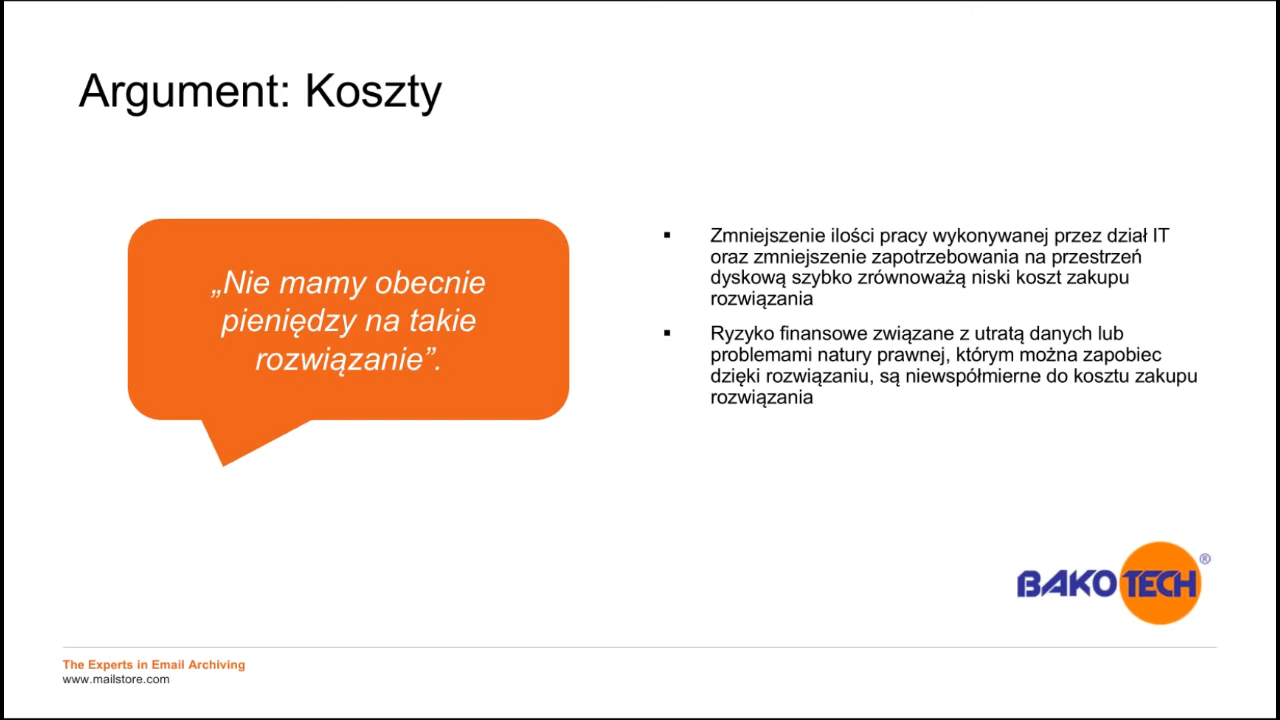 Argument: Koszty
„Nie mamy obecnie
pieniędzy na takie
rozwiązanie”.
▪ Zmniejszenie ilości pracy wykonywanej przez dział IT
oraz zmniejszenie zapotrzebowania na przestrzeń
dyskową szybko zrównoważą niski koszt zakupu
rozwiązania
▪ Ryzyko finansowe związane z utratą danych lub
problemami natury prawnej, którym można zapobiec
dzięki rozwiązaniu, są niewspółmierne do kosztu zakupu
rozwiązania
BAKOTECH®
The Experts in Email Archiving
www.mailstore.com